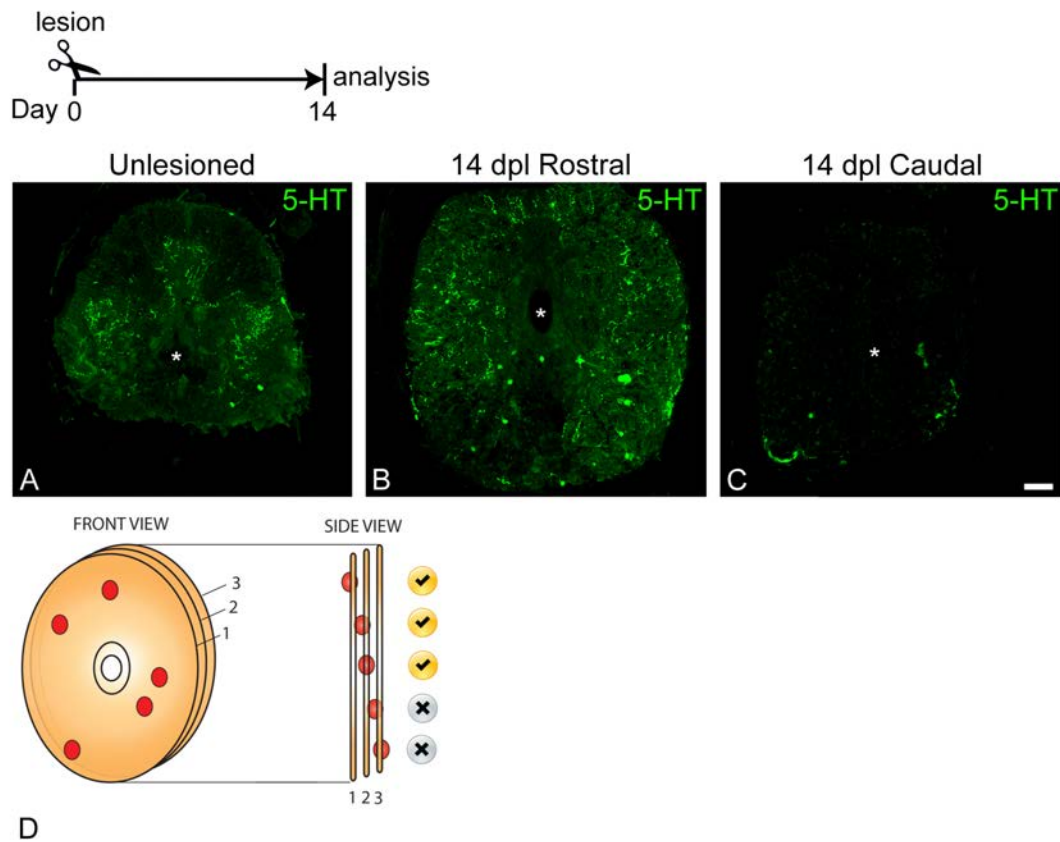 lesion
analysis
Day 0 14
Unlesioned 14 dpl Rostral 14 dpl Caudal
5-HT 5-HT 5-HT
* * *
A B C
FRONT VIEW SIDE VIEW
3
2
1
1 2 3
D